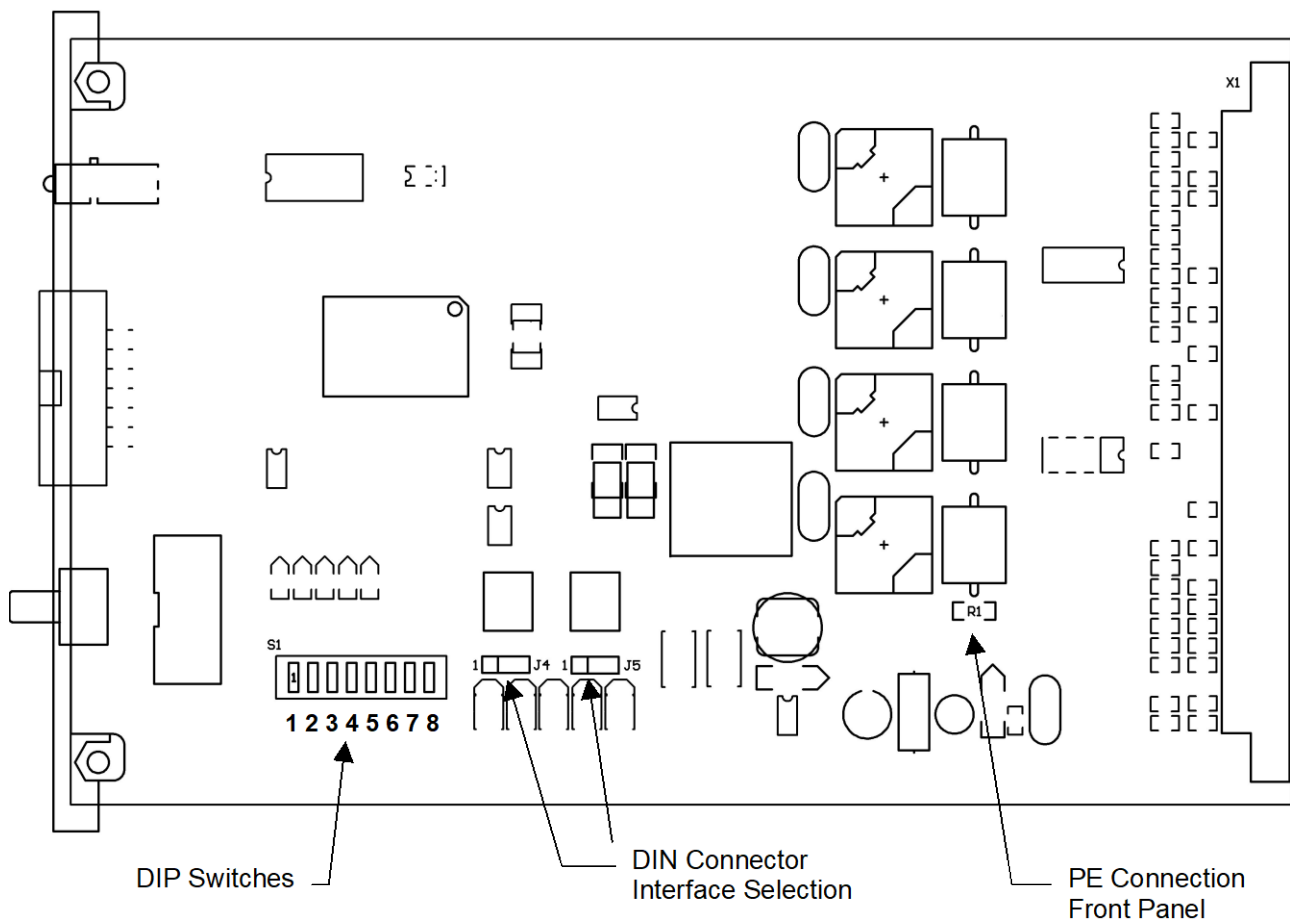 X1
R1
S1
1
1 J4 1 J5
1 2 3 4 5 6 7 8
DIP Switches
DIN Connector
Interface Selection
PE Connection
Front Panel